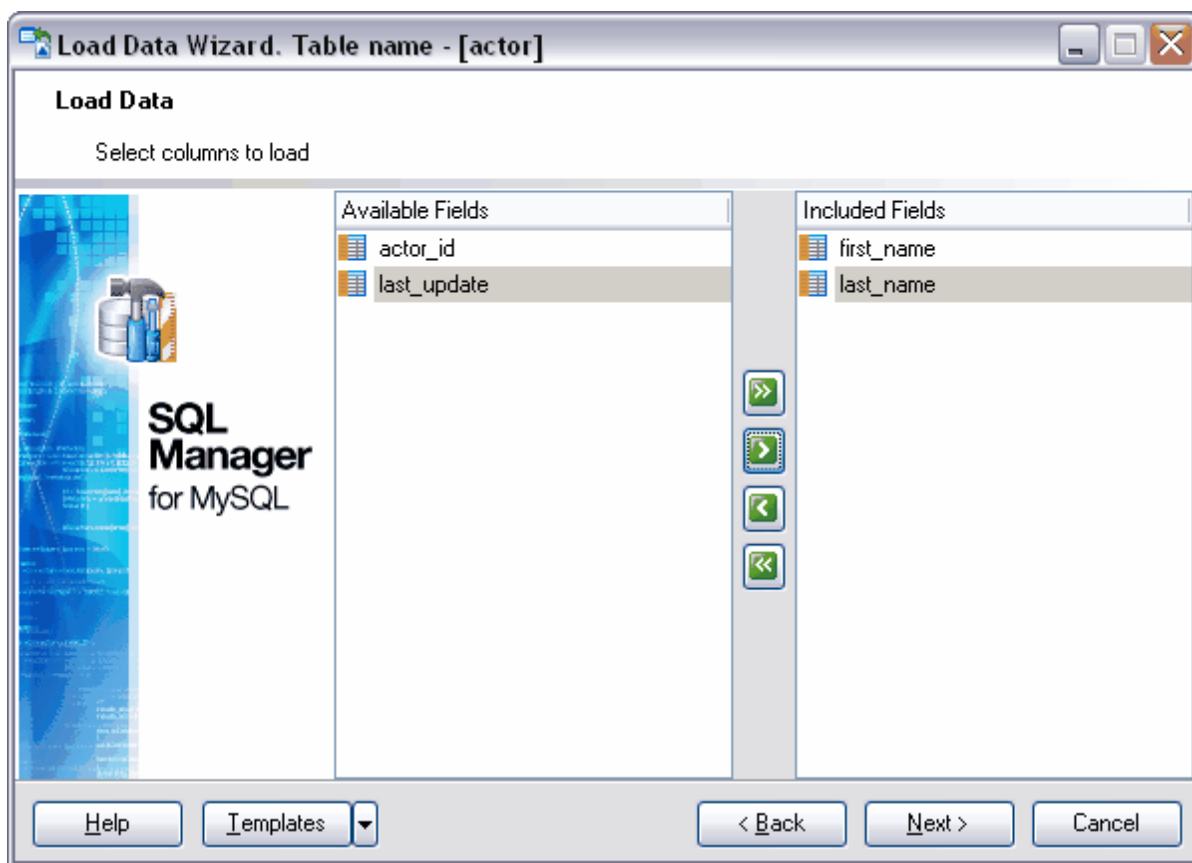 Load Data Wizard. Table name - [actor]
Load Data
Select columns to load
Available Fields
actor_id
last_update
Included Fields
first_name
last_name
SQL
Manager
for MySQL
Help
Templates
< Back
Next >
Cancel